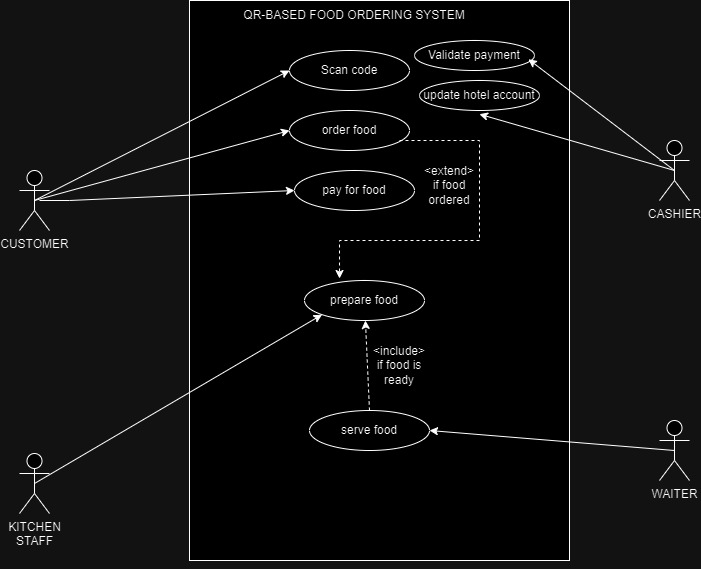 QR-BASED FOOD ORDERING SYSTEM
Scan code
Validate payment
update hotel account
order food
<extend>
if food
ordered
pay for food
CUSTOMER
CASHIER
prepare food
<include>
if food is
ready
serve food
KITCHEN
STAFF
WAITER